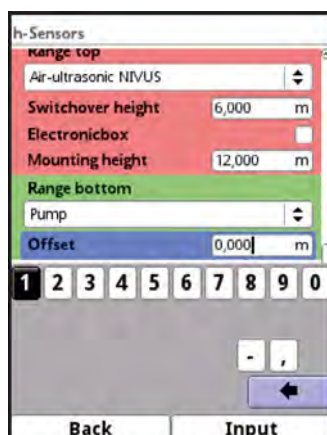 h-Sensors
Range top
Air-ultrasonic NIVUS
Switchover height 6,000 m
Electronicbox
Mounting height 12,000 m
Range bottom
Pump
Offset 0,000 m
1 2 3 4 5 6 7 8 9 0
- ,
Back Input